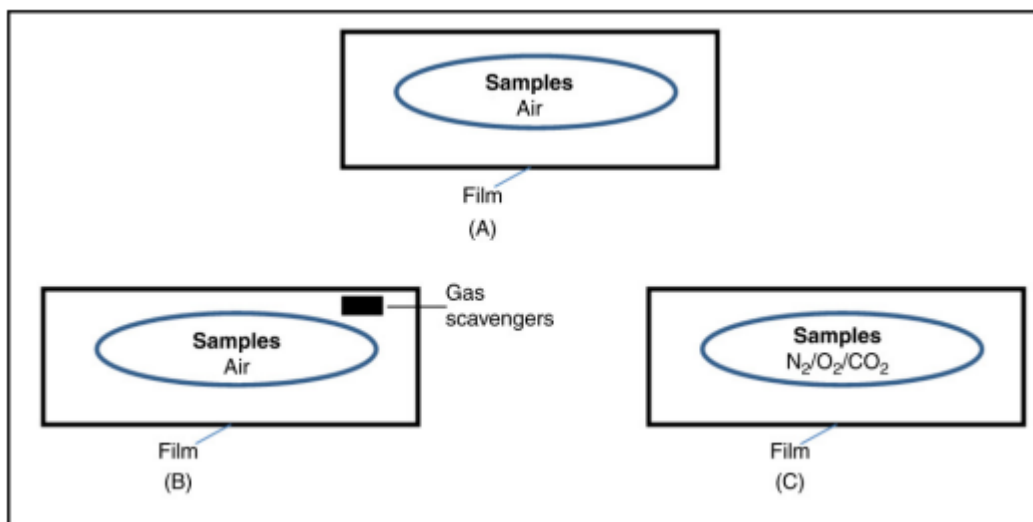 Samples
Air
Film
(A)
Gas
scavengers
Samples
Air
Film
(B)
Samples
N₂/O₂/CO₂
Film
(C)